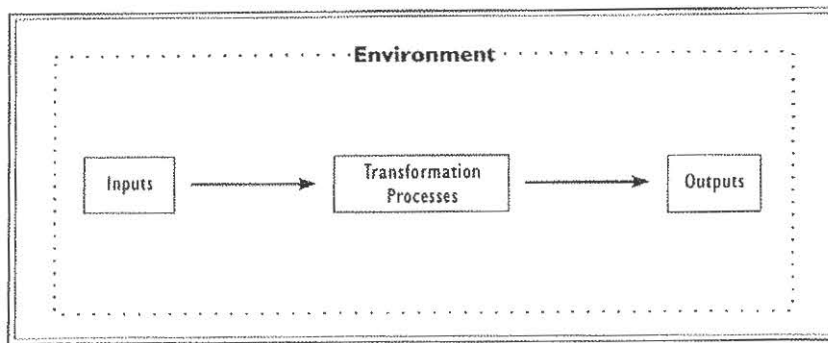 Environment
Inputs
Transformation
Processes
Outputs